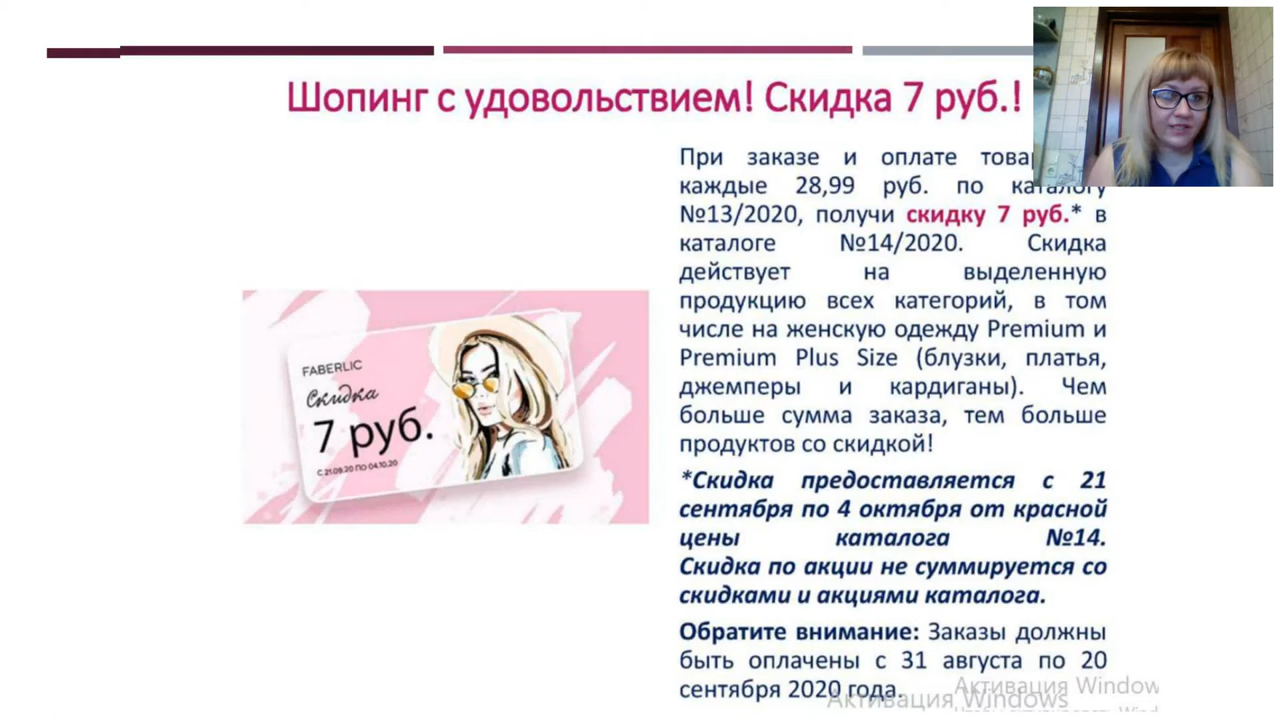 Шопинг с удовольствием! Скидка 7 руб.!
При заказе и оплате
каждые 28,99 руб. по каталогу
№13/2020, получи скидку 7 руб.* в
каталоге №14/2020. Скидка
действует на выделенную
продукцию всех категорий, в том
числе на женскую одежду Premium и
Premium Plus Size (блузки, платья,
джемперы и кардиганы). Чем
больше сумма заказа, тем больше
продуктов со скидкой!
*Скидка предоставляется с 21
сентября по 4 октября от красной
цены каталога №14.
Скидка по акции не суммируется со
скидками и акциями каталога.
Обратите внимание: Заказы должны
быть оплачены с 31 августа по 20
сентября 2020 года.
FABERLIC
Скидка
7 руб.
С 21.09.20 ПО 04.10.20
Активация Window
Активация Windows